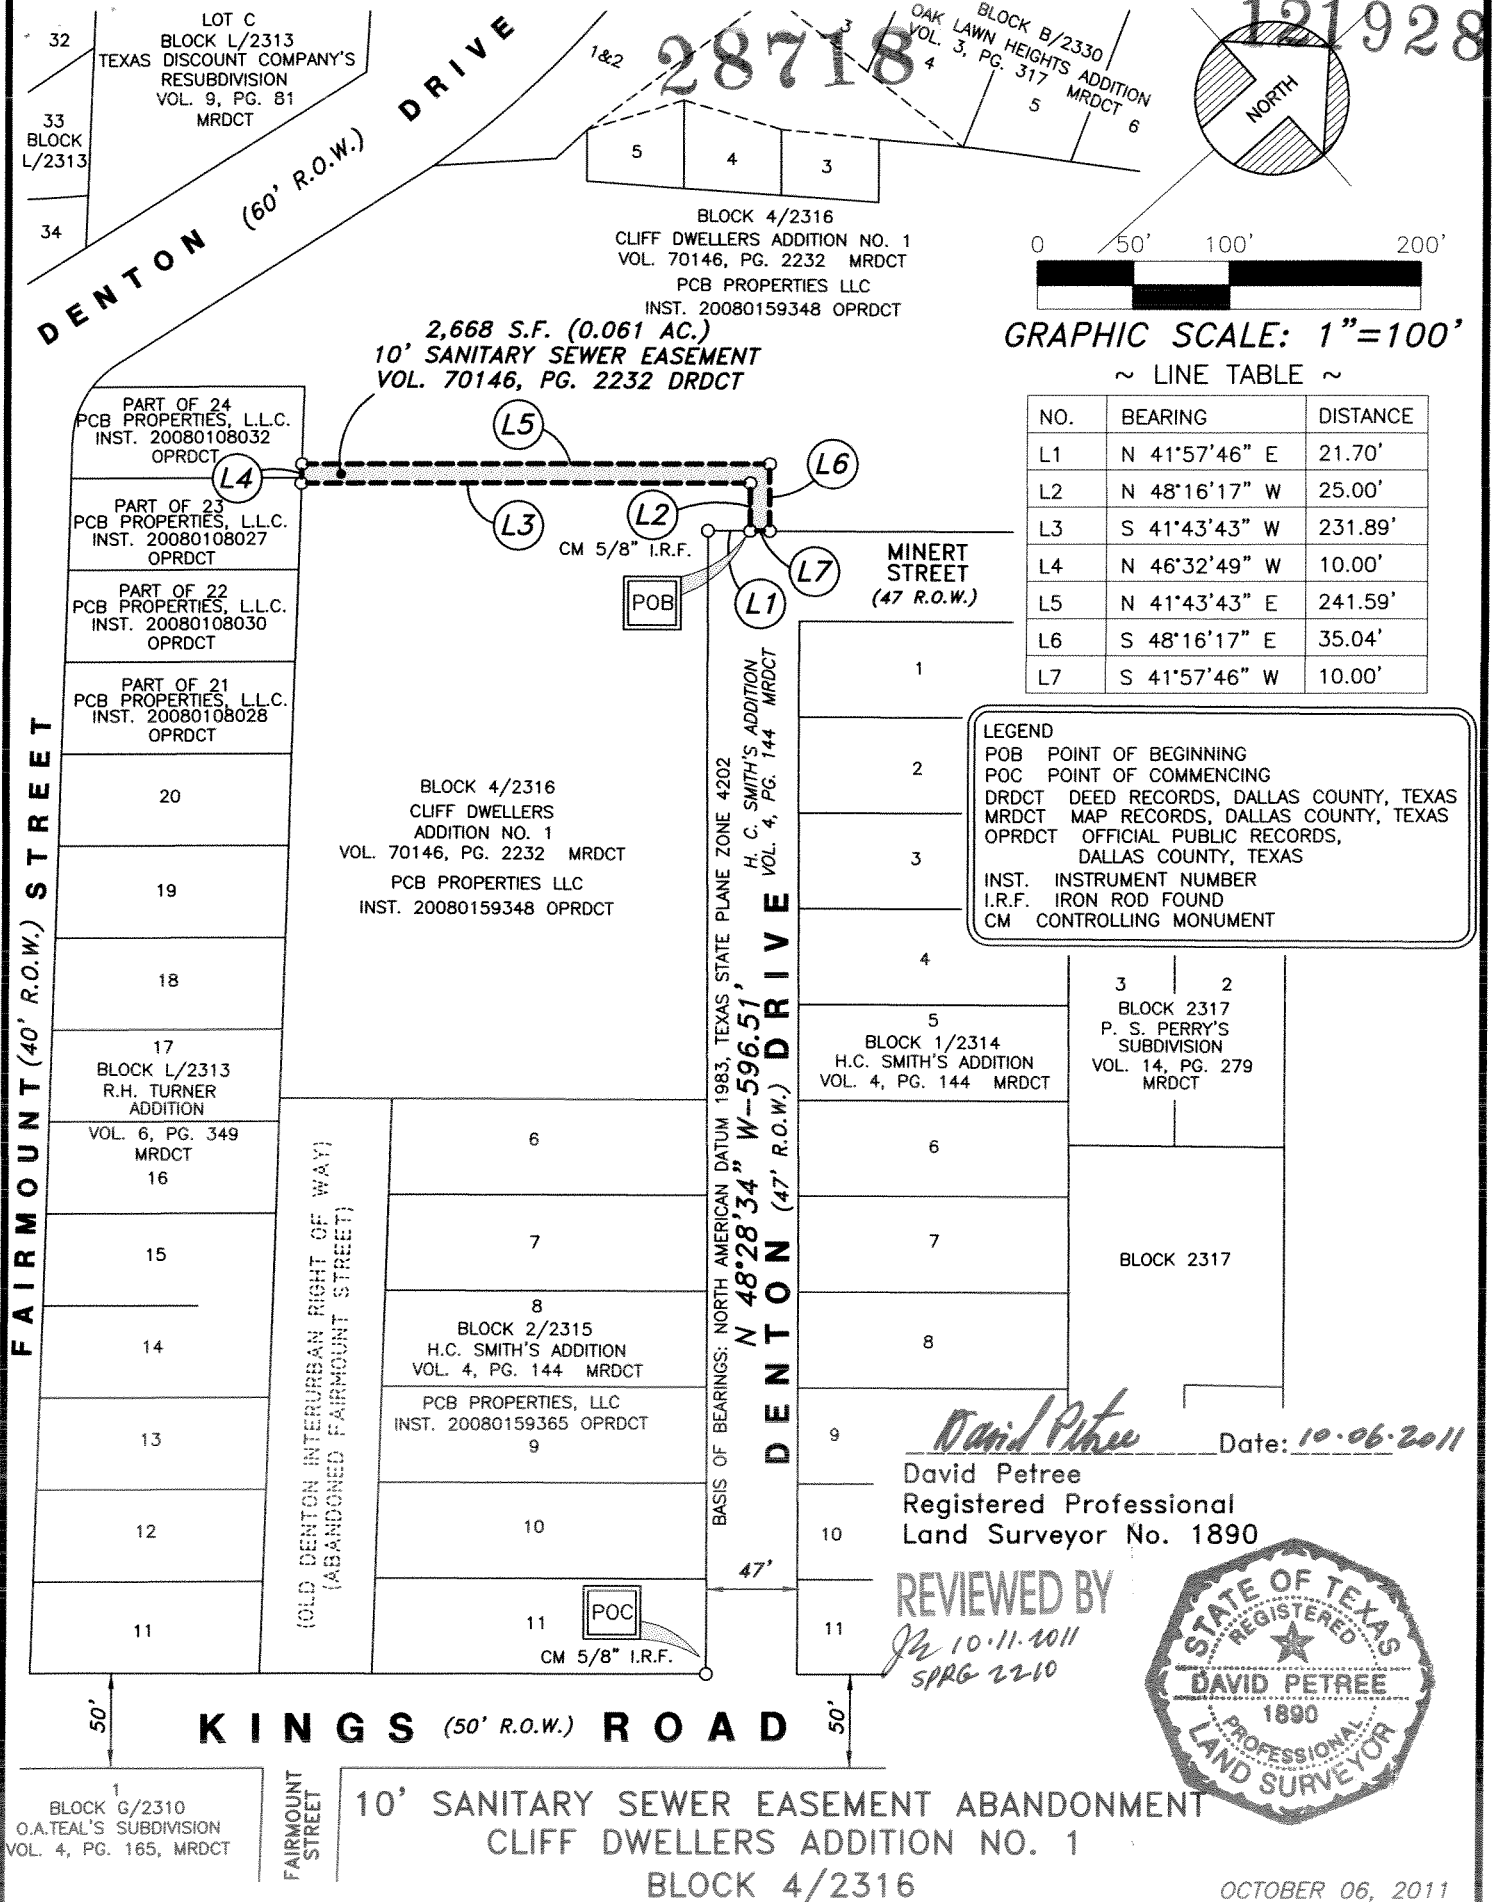 121928
28718
32
LOT C
BLOCK L/2313
TEXAS DISCOUNT COMPANY'S
RESUBDIVISION
VOL. 9, PG. 81
MRDCT
33
BLOCK
L/2313
34
DENTON (60' R.O.W.) DRIVE
1&2
3
4
BLOCK B/2330
OAK LAWN HEIGHTS ADDITION
VOL. 3, PG. 317 MRDCT
5
6
NORTH
5
4
3
BLOCK 4/2316
CLIFF DWELLERS ADDITION NO. 1
VOL. 70146, PG. 2232 MRDCT
PCB PROPERTIES LLC
INST. 20080159348 OPRDCT
0 50' 100' 200'
GRAPHIC SCALE: 1"=100'
2,668 S.F. (0.061 AC.)
10' SANITARY SEWER EASEMENT
VOL. 70146, PG. 2232 DRDCT
~ LINE TABLE ~
NO. BEARING DISTANCE
L1 N 41°57'46" E 21.70'
L2 N 48°16'17" W 25.00'
L3 S 41°43'43" W 231.89'
L4 N 46°32'49" W 10.00'
L5 N 41°43'43" E 241.59'
L6 S 48°16'17" E 35.04'
L7 S 41°57'46" W 10.00'
PART OF 24
PCB PROPERTIES, L.L.C.
INST. 20080108032
OPRDCT
L4
L5
L6
L3
L2
L7
L1
CM 5/8" I.R.F.
POB
MINERT
STREET
(47 R.O.W.)
PART OF 23
PCB PROPERTIES, L.L.C.
INST. 20080108027
OPRDCT
PART OF 22
PCB PROPERTIES, L.L.C.
INST. 20080108030
OPRDCT
PART OF 21
PCB PROPERTIES, L.L.C.
INST. 20080108028
OPRDCT
20
19
18
17
BLOCK L/2313
R.H. TURNER
ADDITION
VOL. 6, PG. 349
MRDCT
16
15
14
13
12
11
FAIRMOUNT (40' R.O.W.) STREET
LEGEND
POB POINT OF BEGINNING
POC POINT OF COMMENCING
DRDCT DEED RECORDS, DALLAS COUNTY, TEXAS
MRDCT MAP RECORDS, DALLAS COUNTY, TEXAS
OPRDCT OFFICIAL PUBLIC RECORDS,
DALLAS COUNTY, TEXAS
INST. INSTRUMENT NUMBER
I.R.F. IRON ROD FOUND
CM CONTROLLING MONUMENT
BLOCK 4/2316
CLIFF DWELLERS
ADDITION NO. 1
VOL. 70146, PG. 2232 MRDCT
PCB PROPERTIES LLC
INST. 20080159348 OPRDCT
(OLD DENTON INTERURBAN RIGHT OF WAY)
(ABANDONED FAIRMOUNT STREET)
6
7
8
BLOCK 2/2315
H.C. SMITH'S ADDITION
VOL. 4, PG. 144 MRDCT
PCB PROPERTIES, LLC
INST. 20080159365 OPRDCT
9
10
11
POC
CM 5/8" I.R.F.
BASIS OF BEARINGS: NORTH AMERICAN DATUM 1983, TEXAS STATE PLANE ZONE 4202
N 48°28'34" W-596.51'
H. C. SMITH'S ADDITION
VOL. 4, PG. 144 MRDCT
DENTON (47' R.O.W.) DRIVE
47'
1
2
3
4
5
BLOCK 1/2314
H.C. SMITH'S ADDITION
VOL. 4, PG. 144 MRDCT
6
7
8
9
10
11
3 2
BLOCK 2317
P. S. PERRY'S
SUBDIVISION
VOL. 14, PG. 279
MRDCT
BLOCK 2317
David Petree Date: 10.06.2011
David Petree
Registered Professional
Land Surveyor No. 1890
REVIEWED BY
10.11.2011
SPRG 2210
STATE OF TEXAS
REGISTERED
DAVID PETREE
1890
PROFESSIONAL
LAND SURVEYOR
50'
KINGS (50' R.O.W.) ROAD
50'
1
BLOCK G/2310
O.A.TEAL'S SUBDIVISION
VOL. 4, PG. 165, MRDCT
FAIRMOUNT
STREET
10' SANITARY SEWER EASEMENT ABANDONMENT
CLIFF DWELLERS ADDITION NO. 1
BLOCK 4/2316
OCTOBER 06, 2011